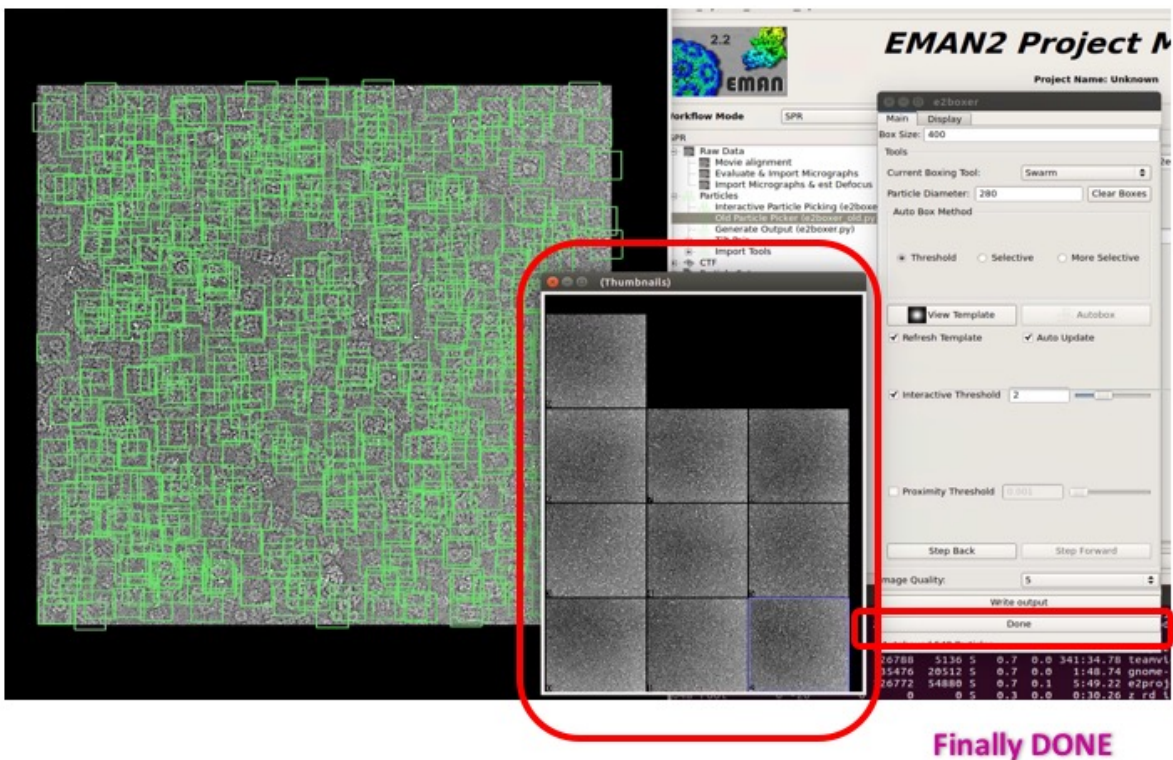 2.2
EMAN
EMAN2 Project M
Project Name: Unknown
orkflow Mode
SPR
SPR
Raw Data
Movie alignment
Evaluate & Import Micrographs
Import Micrographs & est Defocus
Particles
Interactive Particle Picking (e2boxe
Old Particle Picker (e2boxer_old.py
Generate Output (e2boxer.py)
Import Tools
CTF
(Thumbnails)
e2boxer
Main
Display
Box Size:
400
Tools
Current Boxing Tool:
Swarm
Particle Diameter:
280
Clear Boxes
Auto Box Method
Threshold
Selective
More Selective
View Template
Autobox
Refresh Template
Auto Update
Interactive Threshold
2
Proximity Threshold
0.001
Step Back
Step Forward
mage Quality:
5
Write output
Done
26788 5136 S 0.7 0.0 341:34.78 teamvi
35476 20512 S 0.7 0.0 1:48.74 gnome-
26772 54880 S 0.7 0.1 5:49.22 e2proj
0 0 S 0.3 0.0 0:30.26
Finally DONE